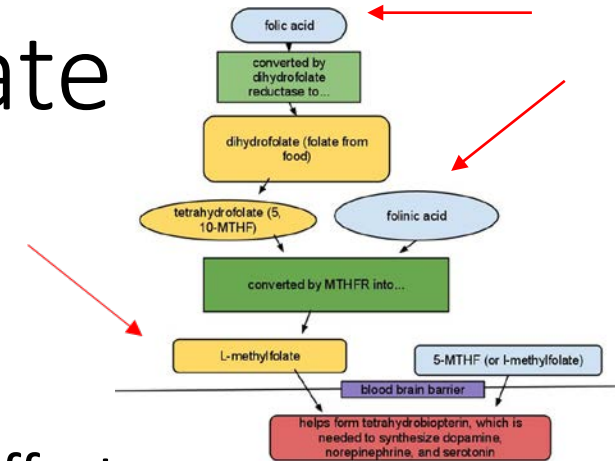 ate
folic acid
converted by
dihydrofolate
reductase to...
dihydrofolate (folate from
food)
tetrahydrofolate (5,
10-MTHF)
folinic acid
converted by MTHFR into...
L-methylfolate
5-MTHF (or l-methylfolate)
blood brain barrier
helps form tetrahydrobiopterin, which is
needed to synthesize dopamine,
norepinephrine, and serotonin